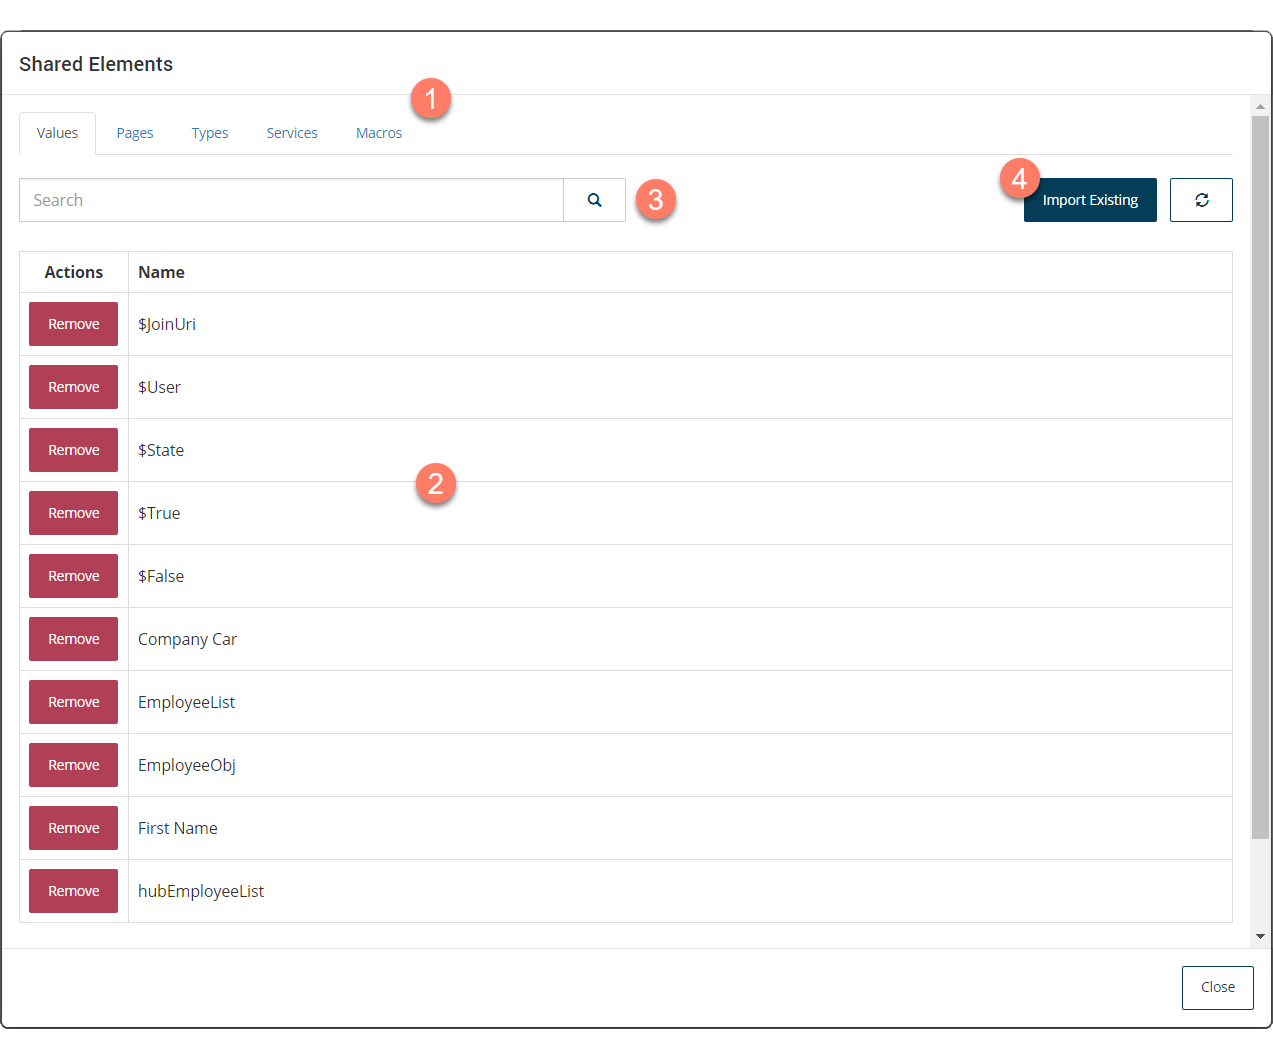 Shared Elements
1
Values Pages Types Services Macros
Search 3 4 Import Existing
Actions Name
Remove $JoinUri
Remove $User
Remove $State
2
Remove $True
Remove $False
Remove Company Car
Remove EmployeeList
Remove EmployeeObj
Remove First Name
Remove hubEmployeeList
Close